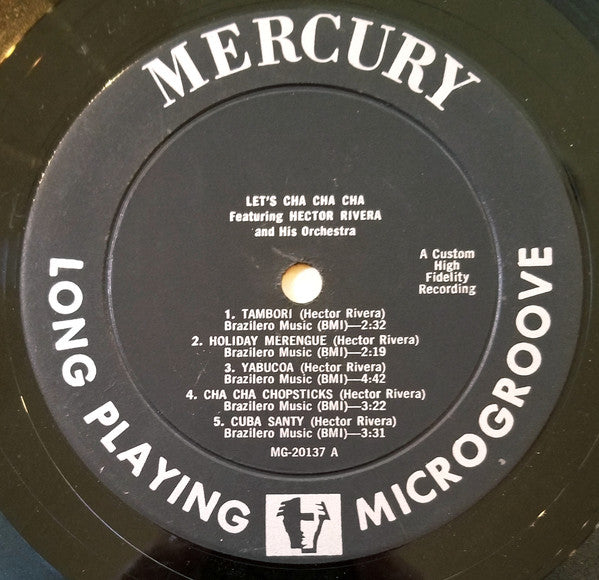 MERCURY
LET'S CHA CHA CHA
Featuring HECTOR RIVERA
and His Orchestra
A Custom
High
Fidelity
Recording
1. TAMBORI (Hector Rivera)
Brazilero Music (BMI)—2:32
2. HOLIDAY MERENGUE (Hector Rivera)
Brazilero Music (BMI)—2:19
3. YABUCOA (Hector Rivera)
Brazilero Music (BMI)—4:42
4. CHA CHA CHOPSTICKS (Hector Rivera)
Brazilero Music (BMI)—3:22
5. CUBA SANTY (Hector Rivera)
Brazilero Music (BMI)—3:31
MG-20137 A
LONG PLAYING MICROGROOVE